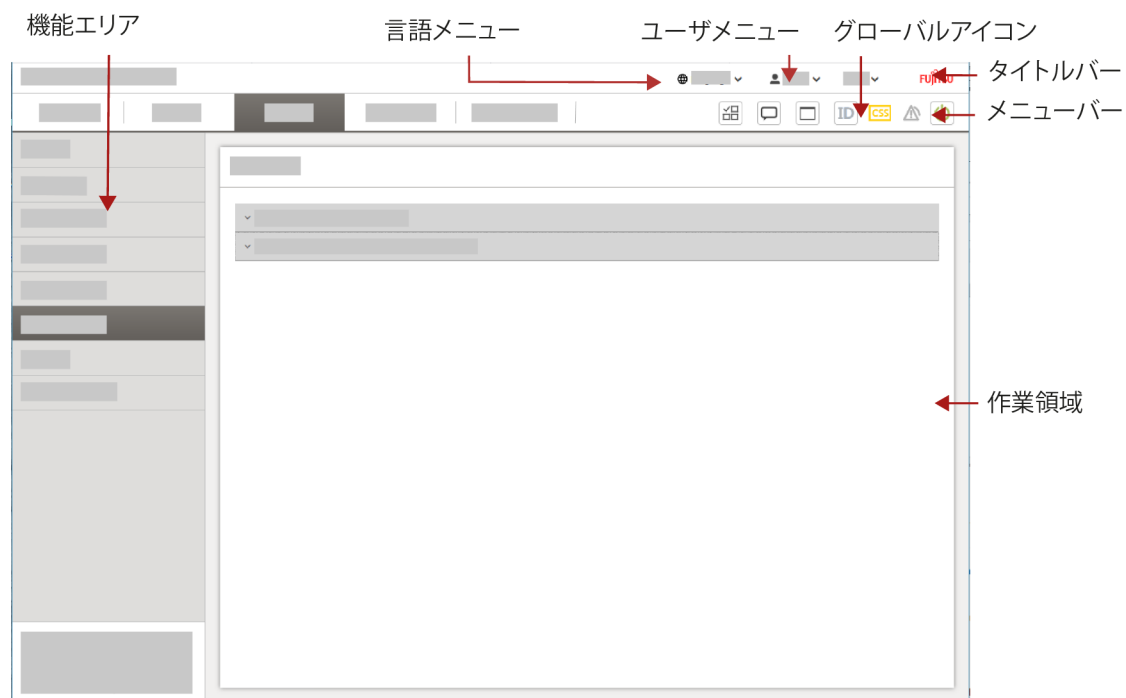 機能エリア
言語メニュー
ユーザメニュー
グローバルアイコン
タイトルバー
メニューバー
ID
CSS
作業領域